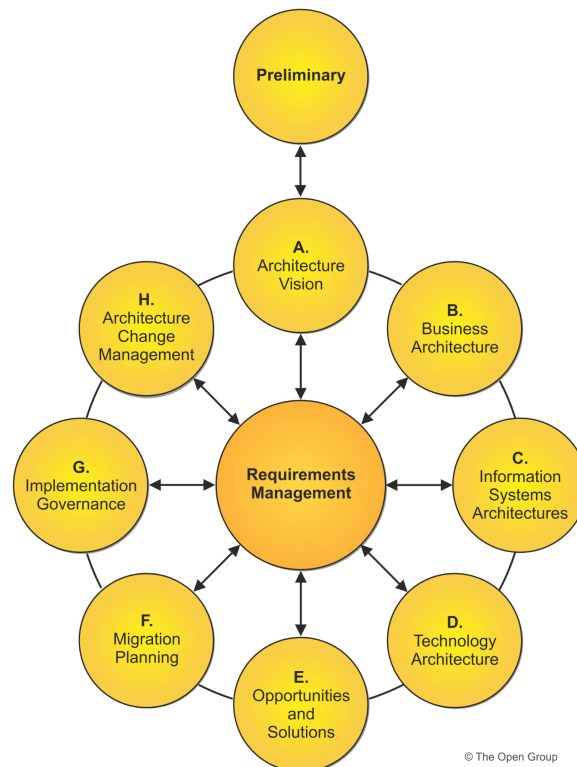 Preliminary
A.
Architecture
Vision
B.
Business
Architecture
C.
Information
Systems
Architectures
D.
Technology
Architecture
E.
Opportunities
and
Solutions
F.
Migration
Planning
G.
Implementation
Governance
H.
Architecture
Change
Management
Requirements
Management
© The Open Group